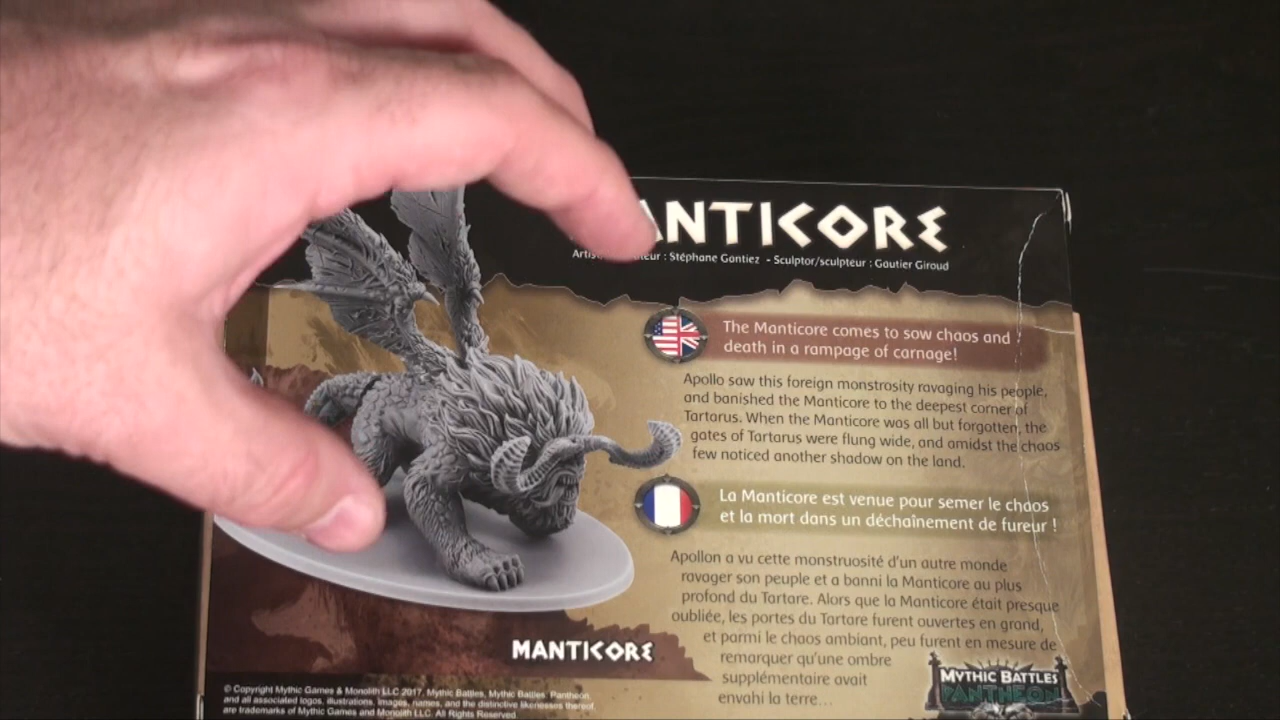 ANTICORE
Stéphane Gantiez - Sculptor/sculpteur : Gautier Giroud
The Manticore comes to sow chaos and
death in a rampage of carnage!
Apollo saw this foreign monstrosity ravaging his people,
and banished the Manticore to the deepest corner of
Tartarus. When the Manticore was all but forgotten, the
gates of Tartarus were flung wide, and amidst the chaos
few noticed another shadow on the land.
La Manticore est venue pour semer le chaos
et la mort dans un déchaînement de fureur !
Apollon a vu cette monstruosité d'un autre monde
ravager son peuple et a banni la Manticore au plus
profond du Tartare. Alors que la Manticore était presque
oubliée, les portes du Tartare furent ouvertes en grand,
et parmi le chaos ambiant, peu furent en mesure de
remarquer qu'une ombre
supplémentaire avait
envahi la terre...
MANTICORE
© Copyright Mythic Games & Monolith LLC 2017, Mythic Battles, Mythic Battles: Pantheon,
and all associated logos, illustrations, images, names, and the distinctive likenesses thereof,
are trademarks of Mythic Games and Monolith LLC. All Rights Reserved.
MYTHIC BATTLES
PANTHEON